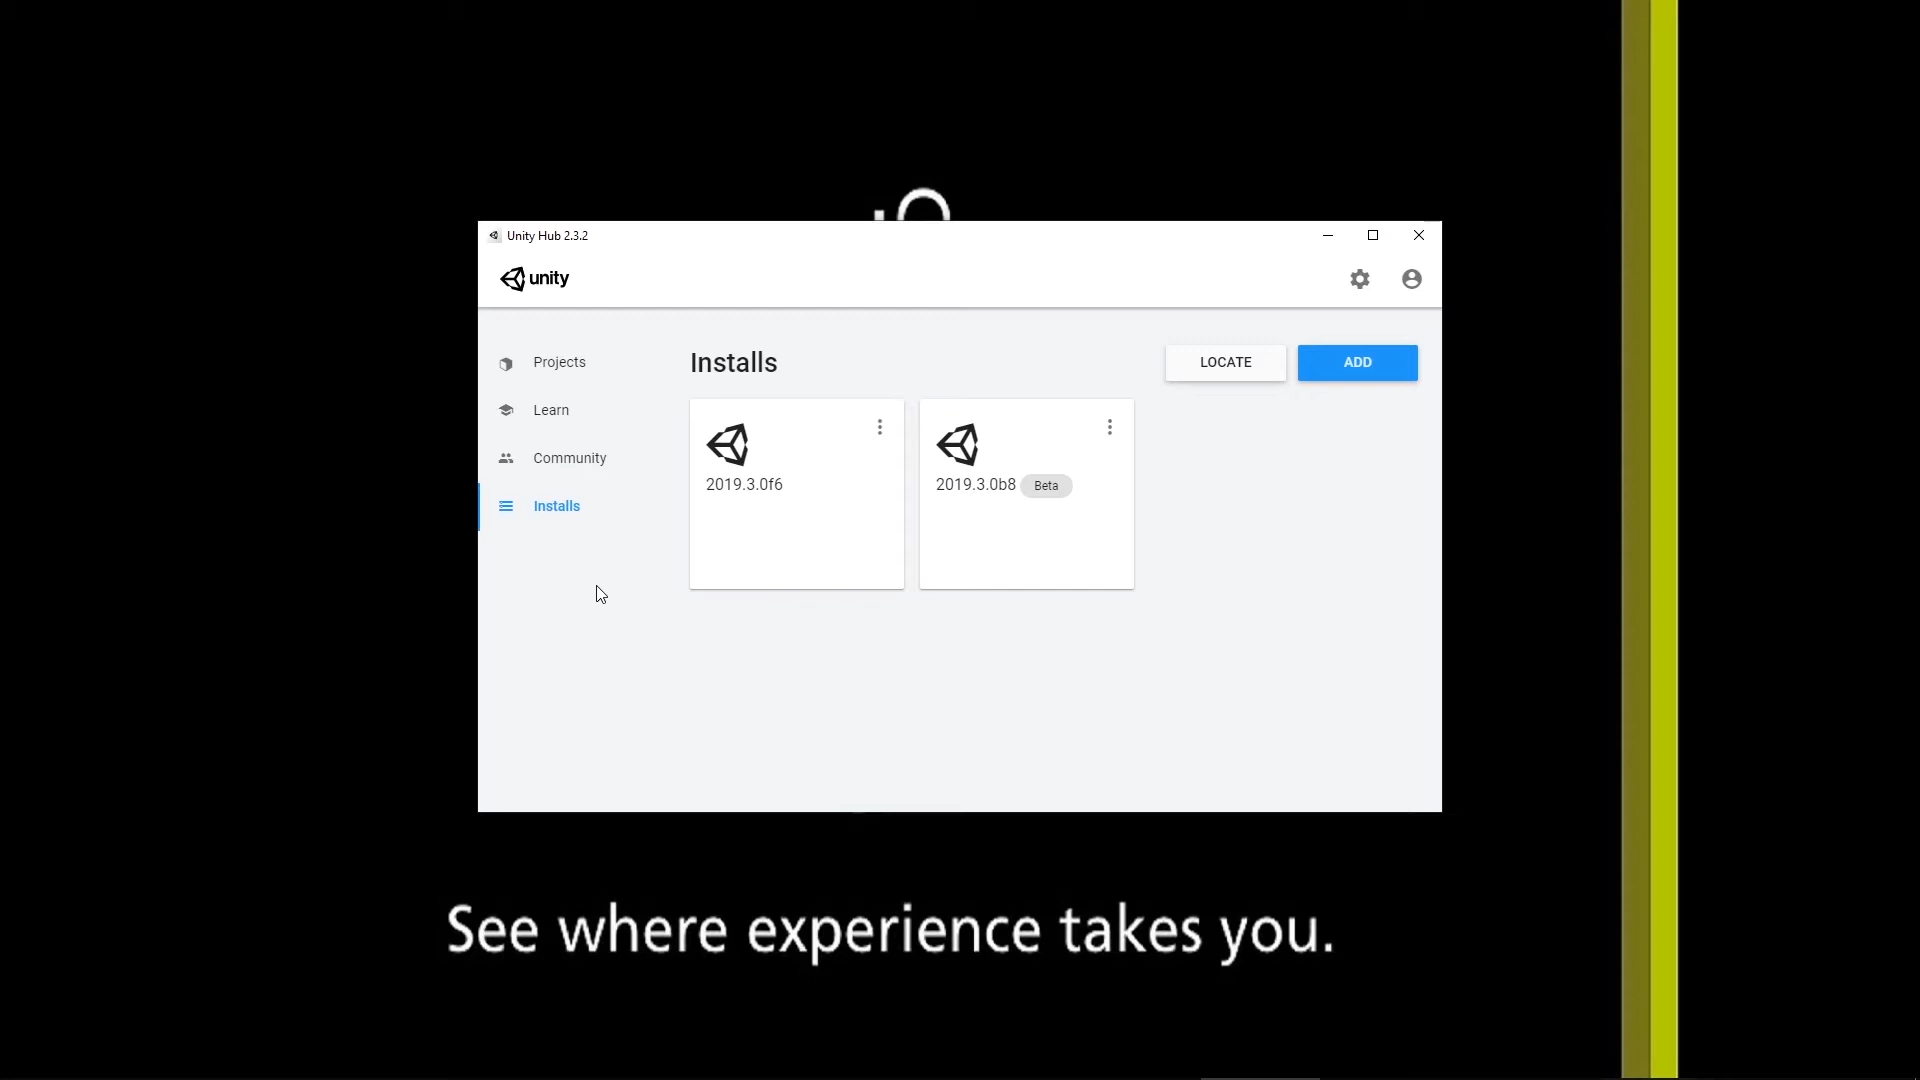 Unity Hub 2.3.2
unity
Projects
Learn
Community
Installs
Installs
LOCATE
ADD
2019.3.0f6
2019.3.0b8 Beta
See where experience takes you.